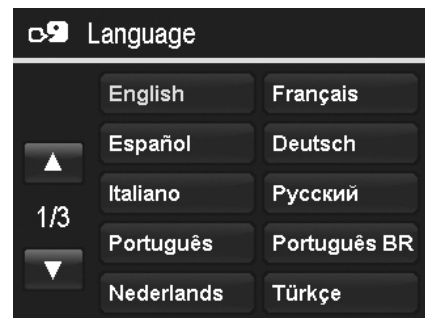 Language
English Français
Español Deutsch
Italiano Русский
1/3
Português Português BR
Nederlands Türkçe